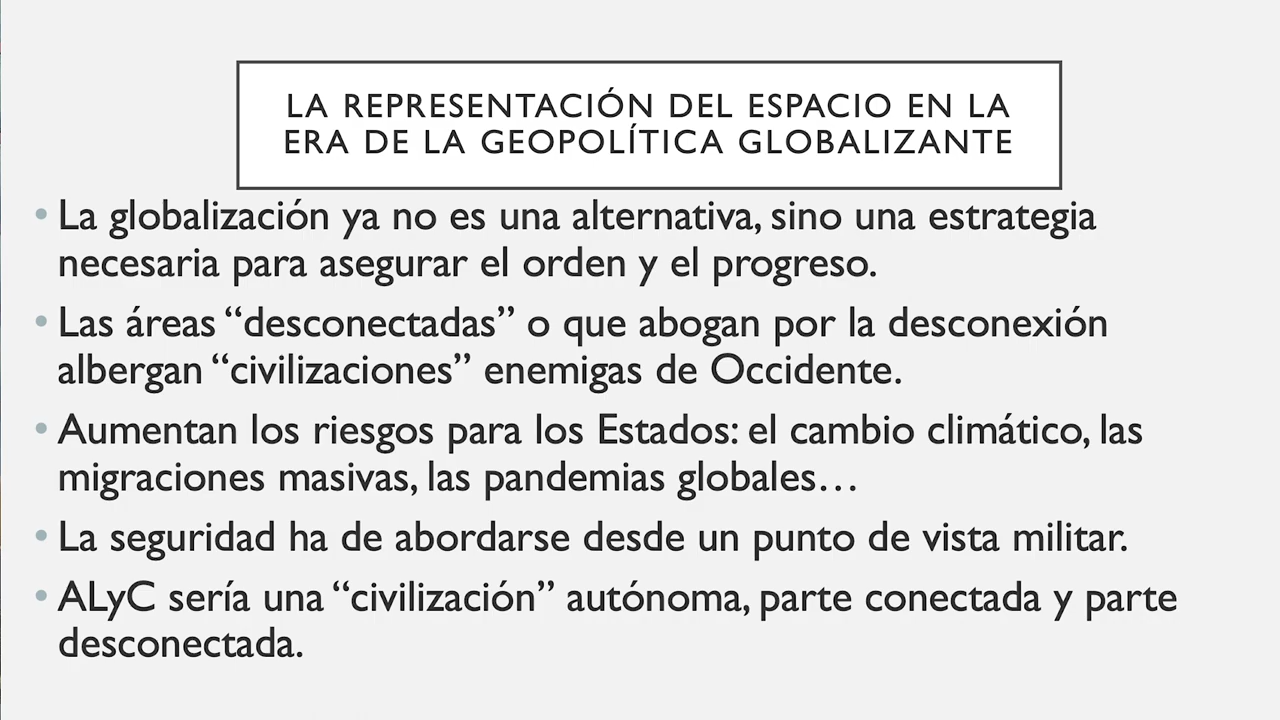 LA REPRESENTACIÓN DEL ESPACIO EN LA
ERA DE LA GEOPOLÍTICA GLOBALIZANTE
• La globalización ya no es una alternativa, sino una estrategia
necesaria para asegurar el orden y el progreso.
• Las áreas “desconectadas” o que abogan por la desconexión
albergan “civilizaciones” enemigas de Occidente.
• Aumentan los riesgos para los Estados: el cambio climático, las
migraciones masivas, las pandemias globales…
• La seguridad ha de abordarse desde un punto de vista militar.
• ALyC sería una “civilización” autónoma, parte conectada y parte
desconectada.